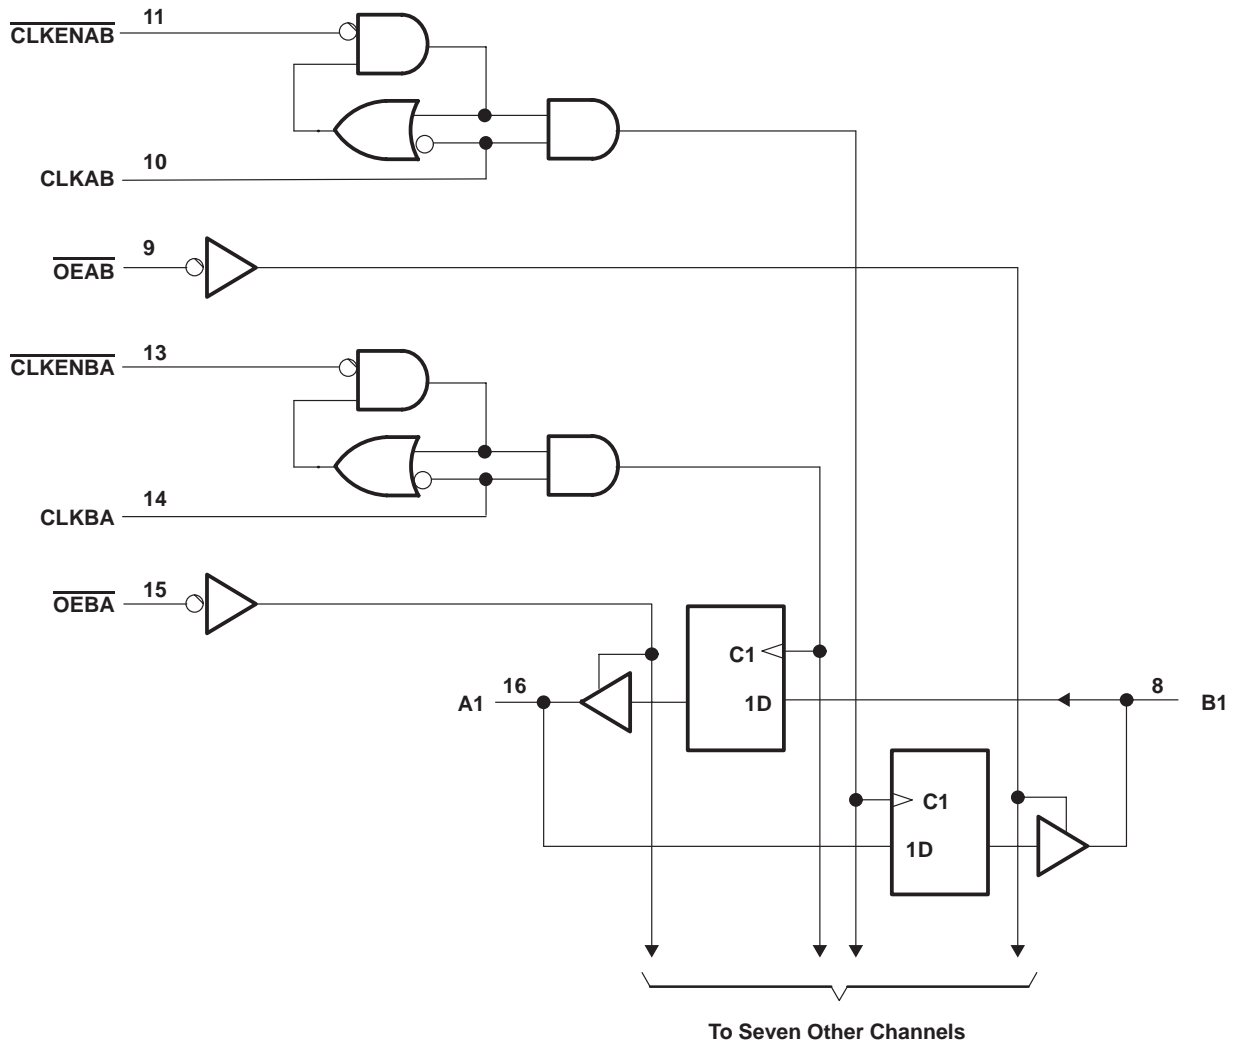 11
CLKENAB
10
CLKAB
9
OEAB
13
CLKENBA
14
CLKBA
15
OEBA
C1
16
8
A1
1D
B1
C1
1D
To Seven Other Channels